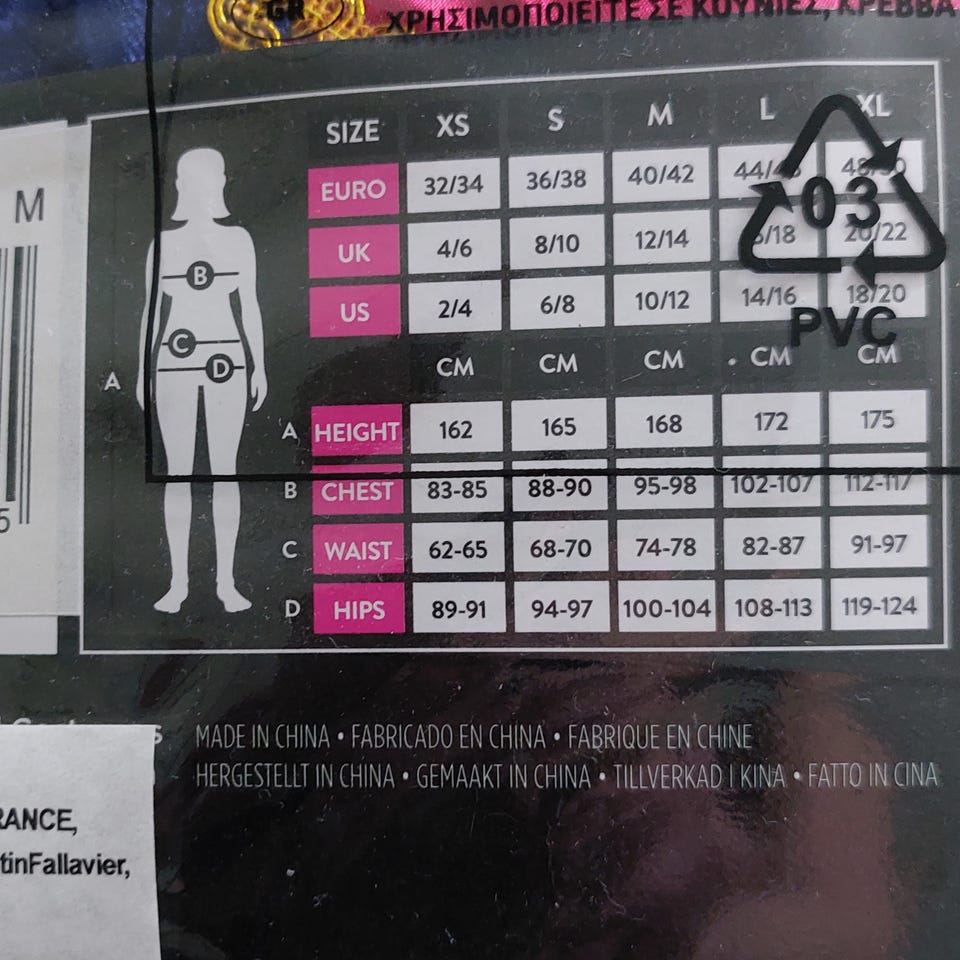 GR
ΧΡΗΣΙΜΟΠΟΙΕΙΤΕ ΣΕ ΚΟΥΝΙΕΣ, ΚΡΕΒΒΑ
M
5
SIZE XS S M L XL
EURO 32/34 36/38 40/42 44/4
UK 4/6 8/10 12/14 /18 20/22
US 2/4 6/8 10/12 14/16 18/20
03
PVC
CM CM CM CM CM
A
A HEIGHT 162 165 168 172 175
B CHEST 83-85 88-90 95-98 102-107 112-117
C WAIST 62-65 68-70 74-78 82-87 91-97
D HIPS 89-91 94-97 100-104 108-113 119-124
B
C
D
MADE IN CHINA • FABRICADO EN CHINA • FABRIQUE EN CHINE
HERGESTELLT IN CHINA • GEMAAKT IN CHINA • TILLVERKAD I KINA • FATTO IN CINA
RANCE,
tinFallavier,